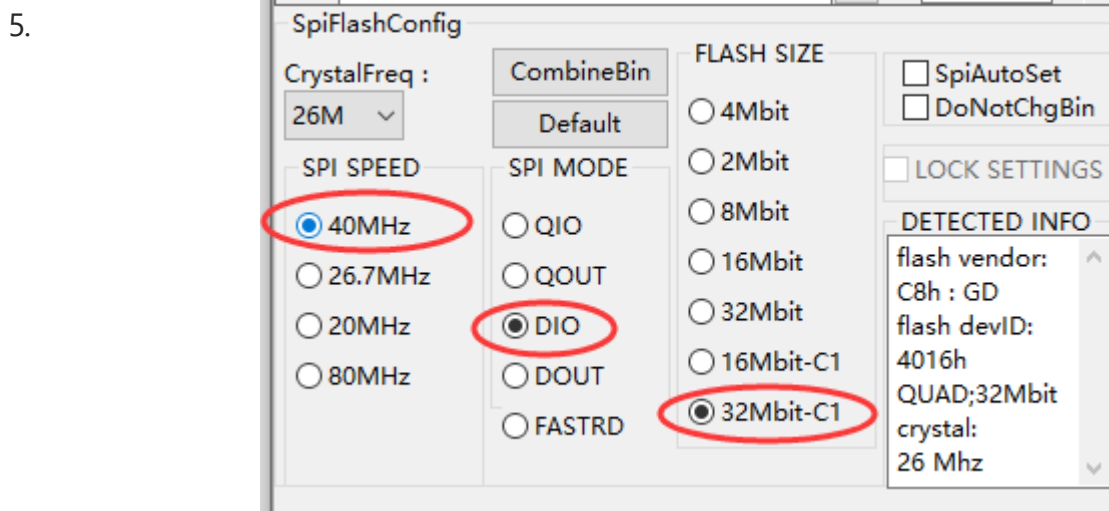 5.
SpiFlashConfig
CrystalFreq :
26M
CombineBin
Default
SPI SPEED
40MHz
26.7MHz
20MHz
80MHz
SPI MODE
QIO
QOUT
DIO
DOUT
FASTRD
FLASH SIZE
4Mbit
2Mbit
8Mbit
16Mbit
32Mbit
16Mbit-C1
32Mbit-C1
SpiAutoSet
DoNotChgBin
LOCK SETTINGS
DETECTED INFO
flash vendor:
C8h : GD
flash devID:
4016h
QUAD;32Mbit
crystal:
26 Mhz